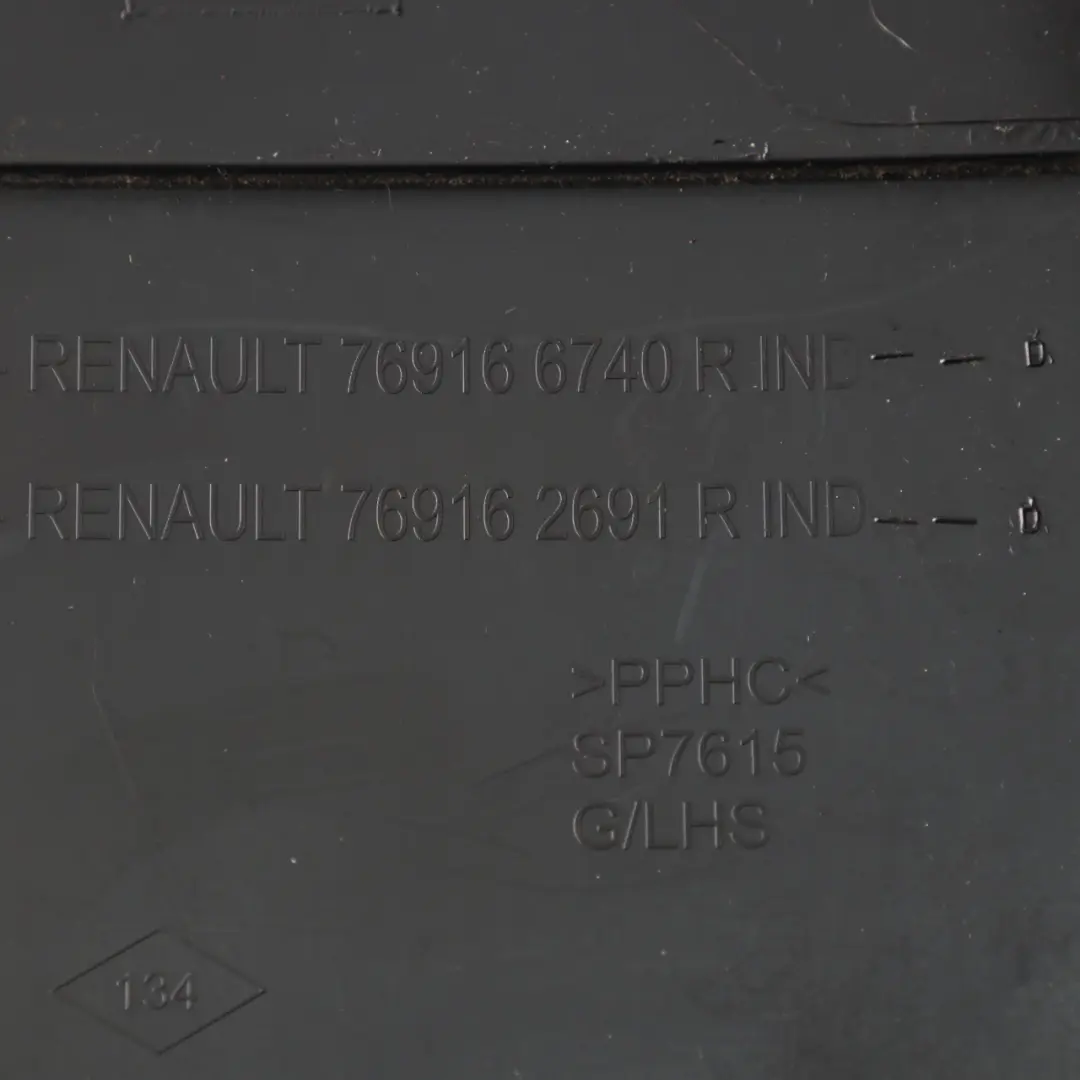 RENAULT 76916 6740 R IND -- -- D
RENAULT 76916 2691 R IND -- -- D
>PPHC<
SP7615
G/LHS
134